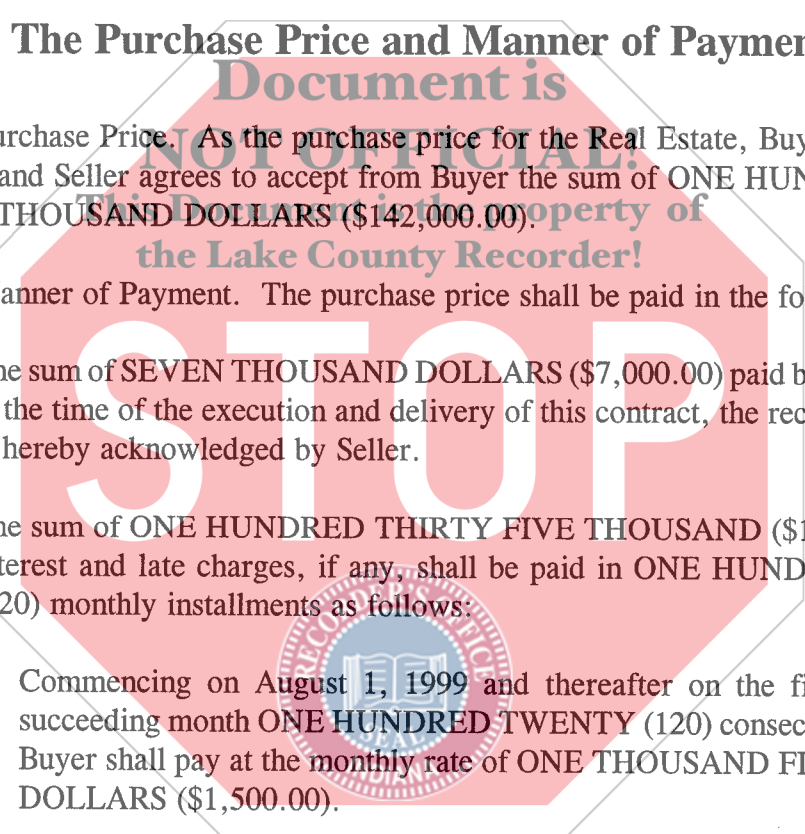 The Purchase Price and Manner of Paymen
Document is
urchase Price. As the purchase price for the Real Estate, Buy
NOT OFFICIAL!
and Seller agrees to accept from Buyer the sum of ONE HUN
THOUSAND DOLLARS ($142,000.00).
This Document is the property of
the Lake County Recorder!
anner of Payment. The purchase price shall be paid in the fo
STOP
he sum of SEVEN THOUSAND DOLLARS ($7,000.00) paid b
the time of the execution and delivery of this contract, the rec
hereby acknowledged by Seller.
he sum of ONE HUNDRED THIRTY FIVE THOUSAND ($1
terest and late charges, if any, shall be paid in ONE HUND
20) monthly installments as follows:
RECORDER'S OFFICE
Commencing on August 1, 1999 and thereafter on the fi
succeeding month ONE HUNDRED TWENTY (120) consec
Buyer shall pay at the monthly rate of ONE THOUSAND FI
DOLLARS ($1,500.00).